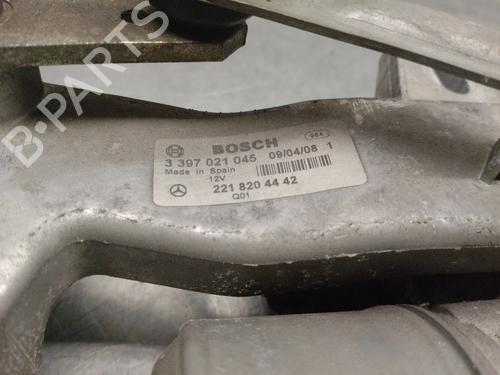 B-PARTS
BOSCH
064
3 397 021 045 09/04/08 1
Made in Spain
12V
221 820 44 42
Q01